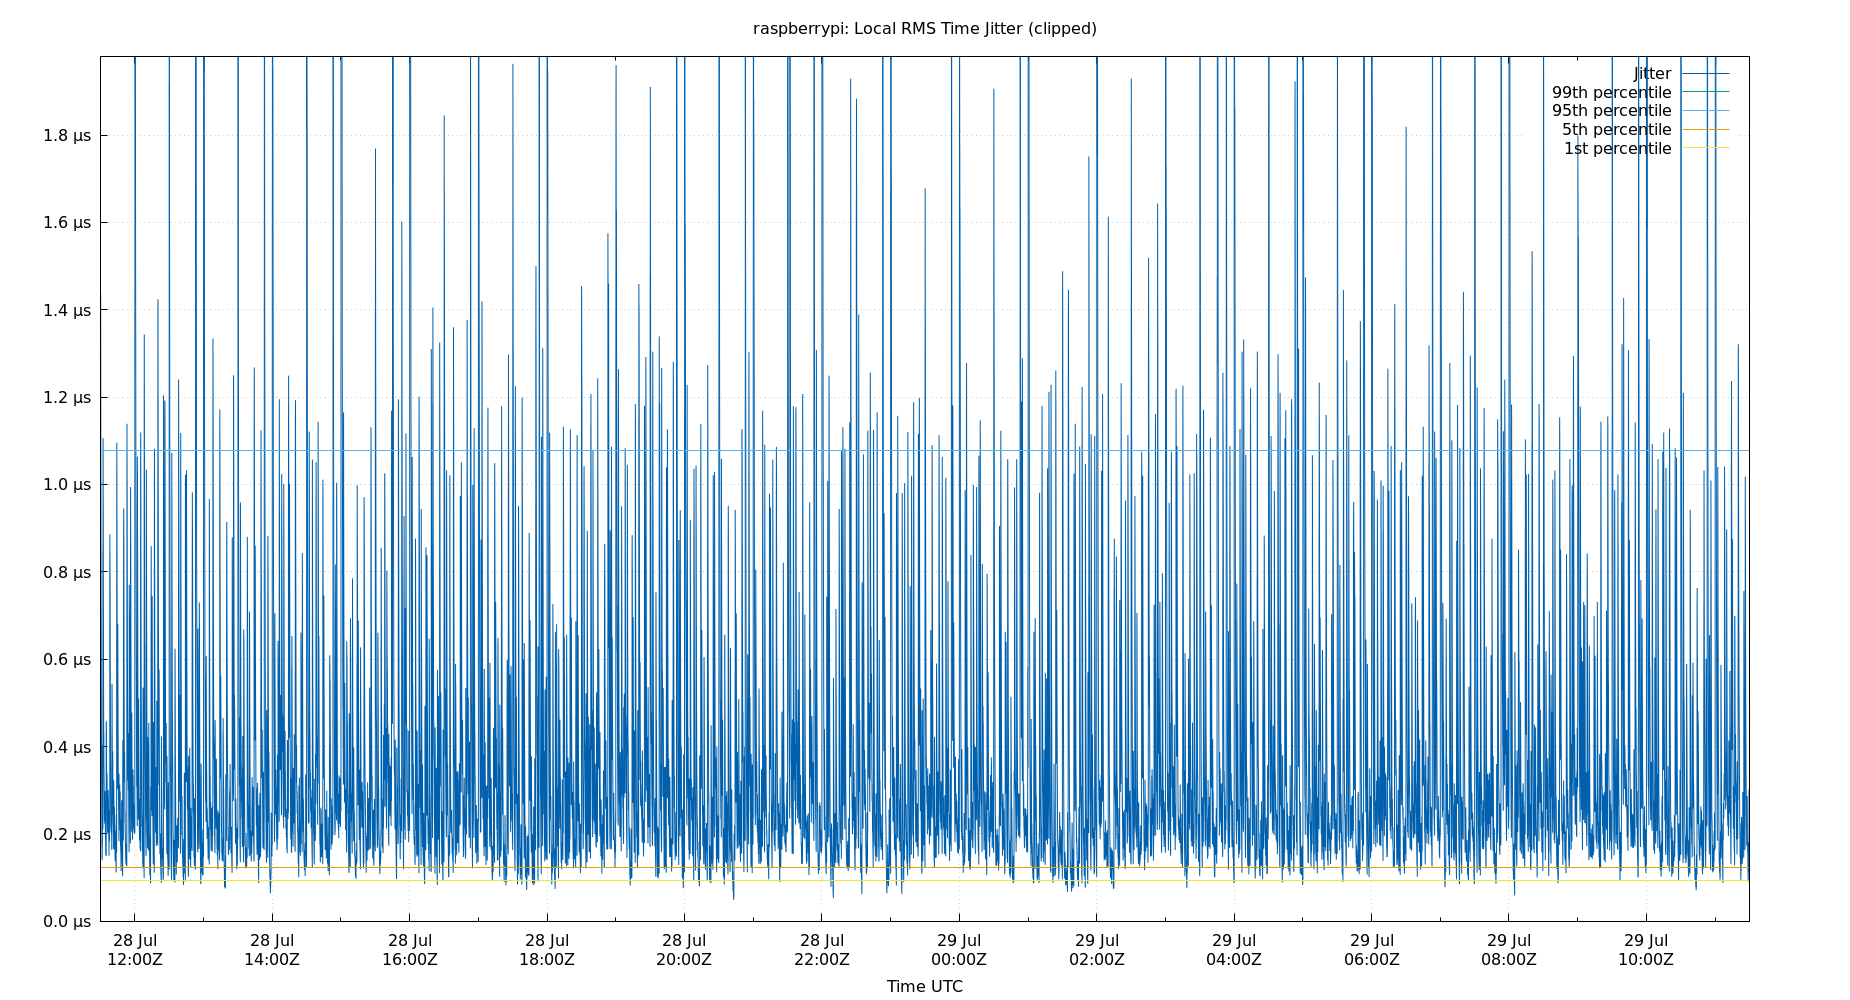 raspberrypi: Local RMS Time Jitter (clipped)
Jitter
99th percentile
95th percentile
5th percentile
1st percentile
1.8 µs
1.6 µs
1.4 µs
1.2 µs
1.0 µs
0.8 µs
0.6 µs
0.4 µs
0.2 µs
0.0 µs
28 Jul 28 Jul 28 Jul 28 Jul 28 Jul 28 Jul 29 Jul 29 Jul 29 Jul 29 Jul 29 Jul 29 Jul
12:00Z 14:00Z 16:00Z 18:00Z 20:00Z 22:00Z 00:00Z 02:00Z 04:00Z 06:00Z 08:00Z 10:00Z
Time UTC